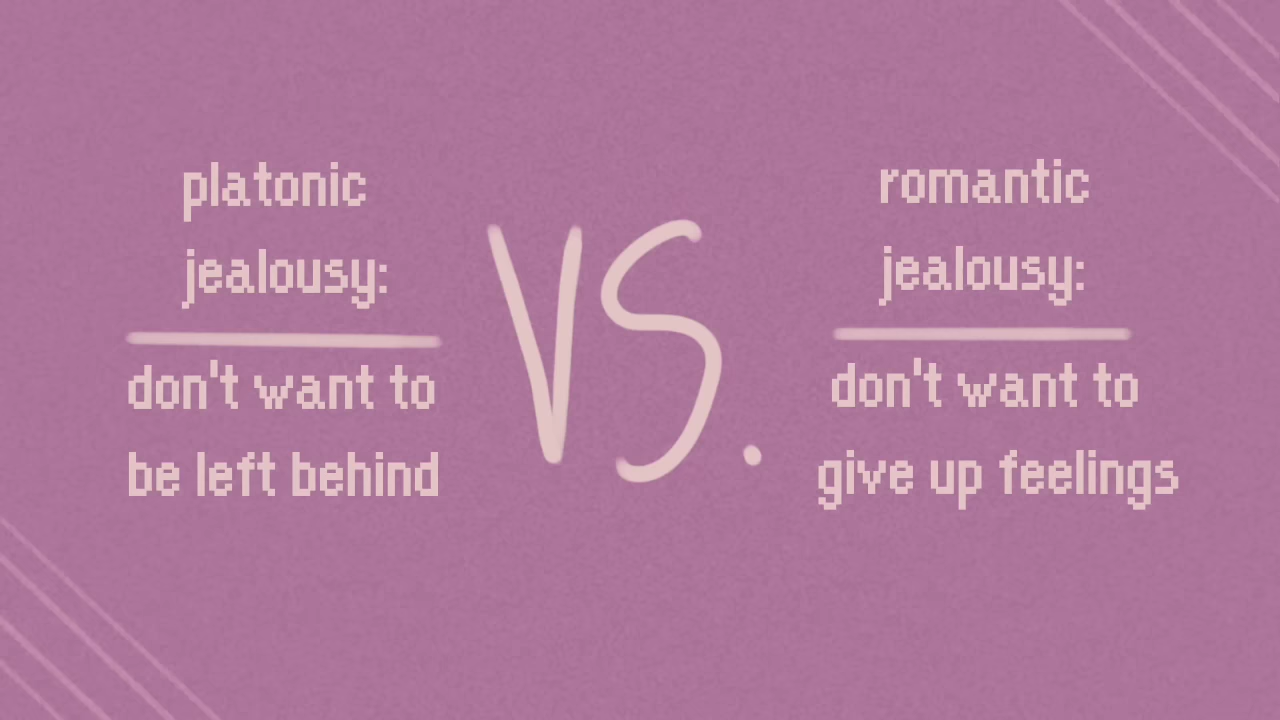 platonic
jealousy:
don't want to
be left behind
vs.
romantic
jealousy:
don't want to
give up feelings